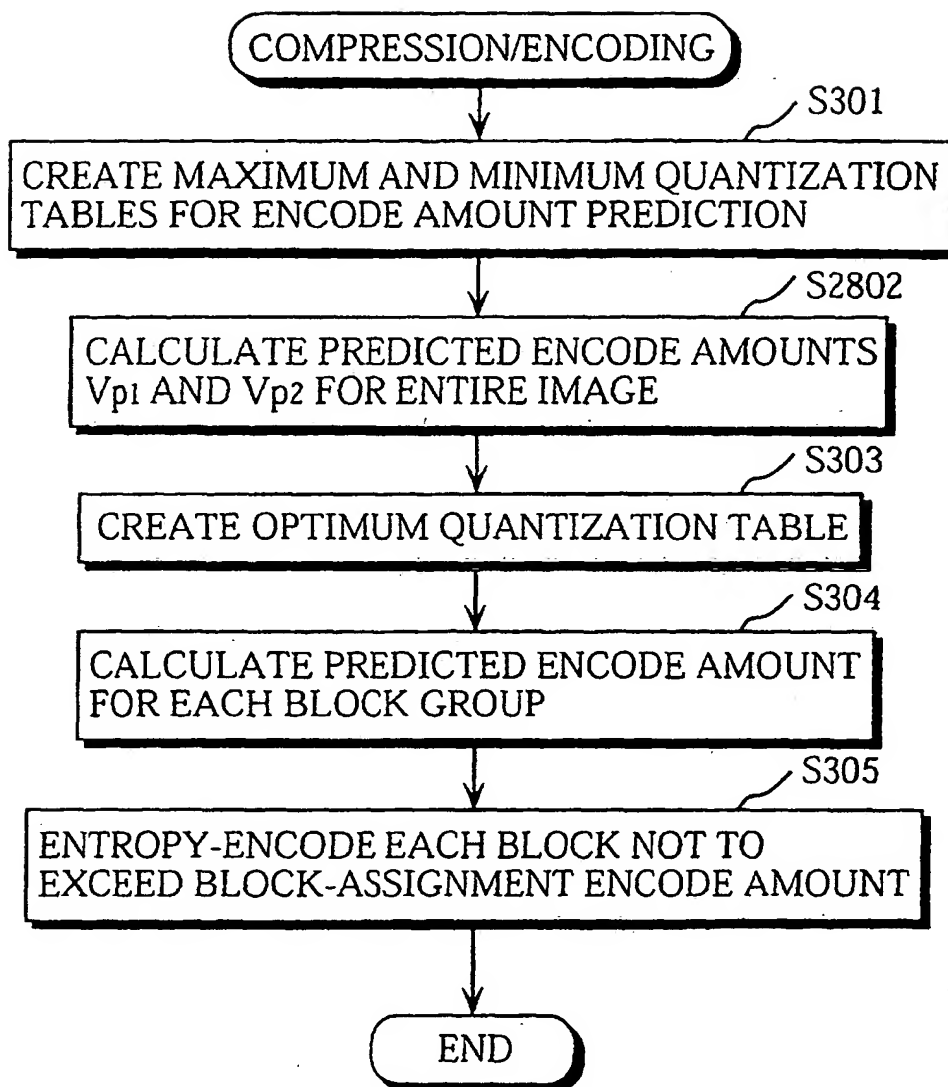 COMPRESSION/ENCODING
S301
CREATE MAXIMUM AND MINIMUM QUANTIZATION
TABLES FOR ENCODE AMOUNT PREDICTION
S2802
CALCULATE PREDICTED ENCODE AMOUNTS
Vp1 AND Vp2 FOR ENTIRE IMAGE
S303
CREATE OPTIMUM QUANTIZATION TABLE
S304
CALCULATE PREDICTED ENCODE AMOUNT
FOR EACH BLOCK GROUP
S305
ENTROPY-ENCODE EACH BLOCK NOT TO
EXCEED BLOCK-ASSIGNMENT ENCODE AMOUNT
END